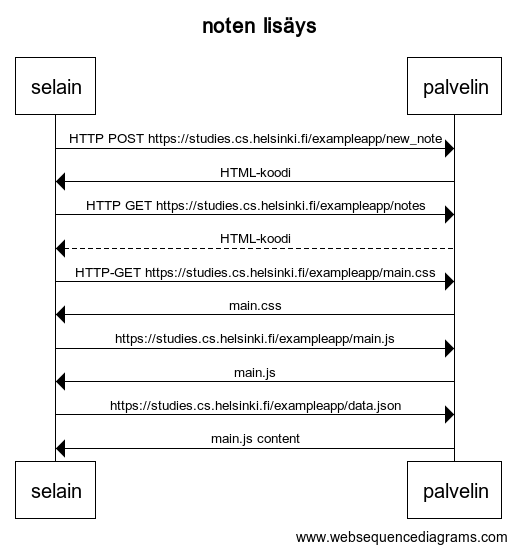 noten lisäys
selain
palvelin
HTTP POST https://studies.cs.helsinki.fi/exampleapp/new_note
HTML-koodi
HTTP GET https://studies.cs.helsinki.fi/exampleapp/notes
HTML-koodi
HTTP-GET https://studies.cs.helsinki.fi/exampleapp/main.css
main.css
https://studies.cs.helsinki.fi/exampleapp/main.js
main.js
https://studies.cs.helsinki.fi/exampleapp/data.json
main.js content
selain
palvelin
www.websequencediagrams.com